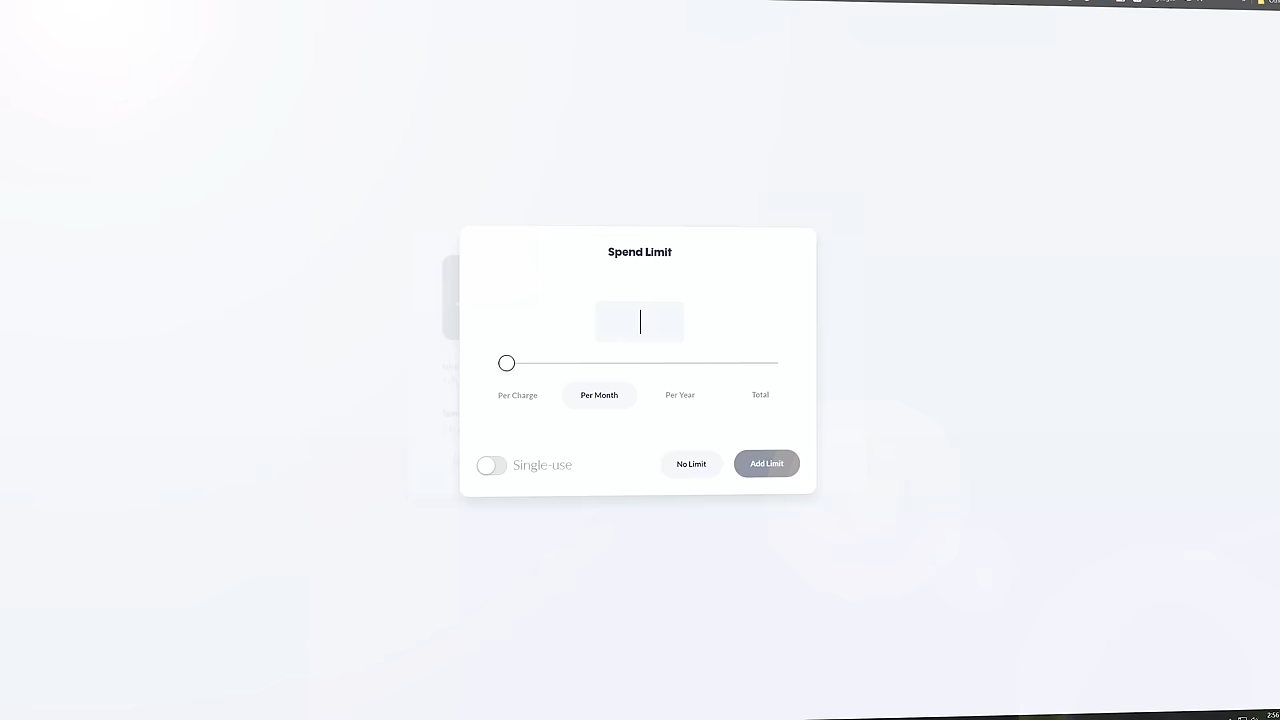 Spend Limit
Per Charge
Per Month
Per Year
Total
Single-use
No Limit
Add Limit